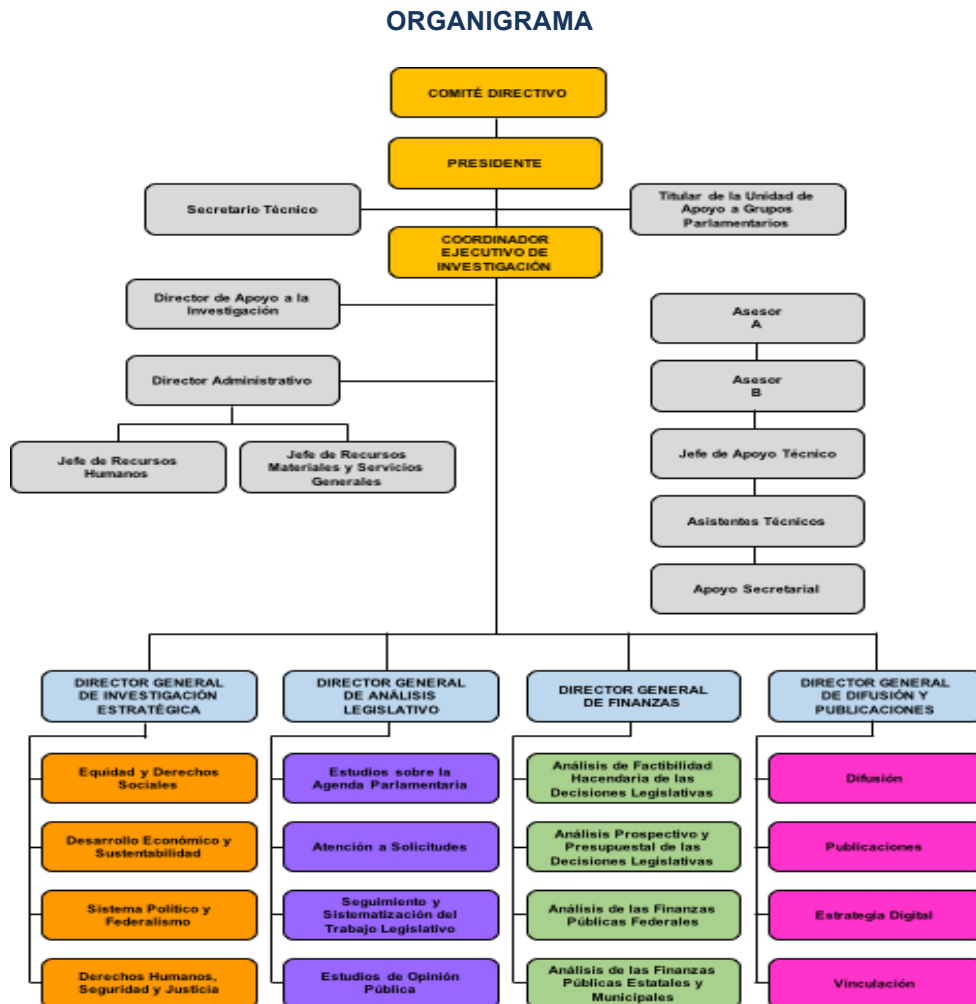 ORGANIGRAMA
COMITÉ DIRECTIVO
PRESIDENTE
Secretario Técnico
Titular de la Unidad de
Apoyo a Grupos
Parlamentarios
COORDINADOR
EJECUTIVO DE
INVESTIGACIÓN
Director de Apoyo a la
Investigación
Asesor
A
Director Administrativo
Asesor
B
Jefe de Recursos
Humanos
Jefe de Recursos
Materiales y Servicios
Generales
Jefe de Apoyo Técnico
Asistentes Técnicos
Apoyo Secretarial
DIRECTOR GENERAL
DE INVESTIGACIÓN
ESTRATÉGICA
DIRECTOR GENERAL
DE ANÁLISIS
LEGISLATIVO
DIRECTOR GENERAL
DE FINANZAS
DIRECTOR GENERAL
DE DIFUSIÓN Y
PUBLICACIONES
Equidad y Derechos
Sociales
Estudios sobre la
Agenda Parlamentaria
Análisis de Factibilidad
Hacendaria de las
Decisiones Legislativas
Difusión
Desarrollo Económico y
Sustentabilidad
Atención a Solicitudes
Análisis Prospectivo y
Presupuestal de las
Decisiones Legislativas
Publicaciones
Sistema Político y
Federalismo
Seguimiento y
Sistematización del
Trabajo Legislativo
Análisis de las Finanzas
Públicas Federales
Estrategia Digital
Derechos Humanos,
Seguridad y Justicia
Estudios de Opinión
Pública
Análisis de las Finanzas
Públicas Estatales y
Municipales
Vinculación